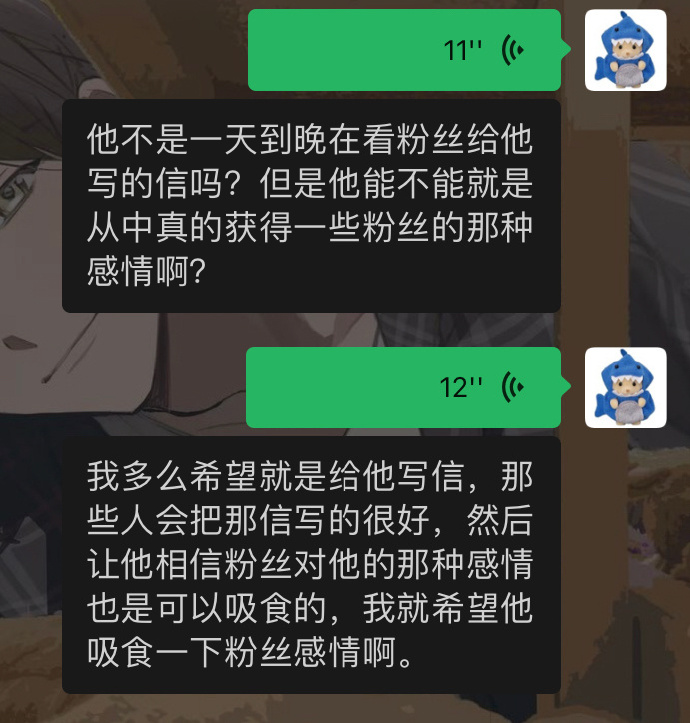 11''
他不是一天到晚在看粉丝给他
写的信吗？但是他能不能就是
从中真的获得一些粉丝的那种
感情啊？
12''
我多么希望就是给他写信，那
些人会把那信写的很好，然后
让他相信粉丝对他的那种感情
也是可以吸食的，我就希望他
吸食一下粉丝感情啊。